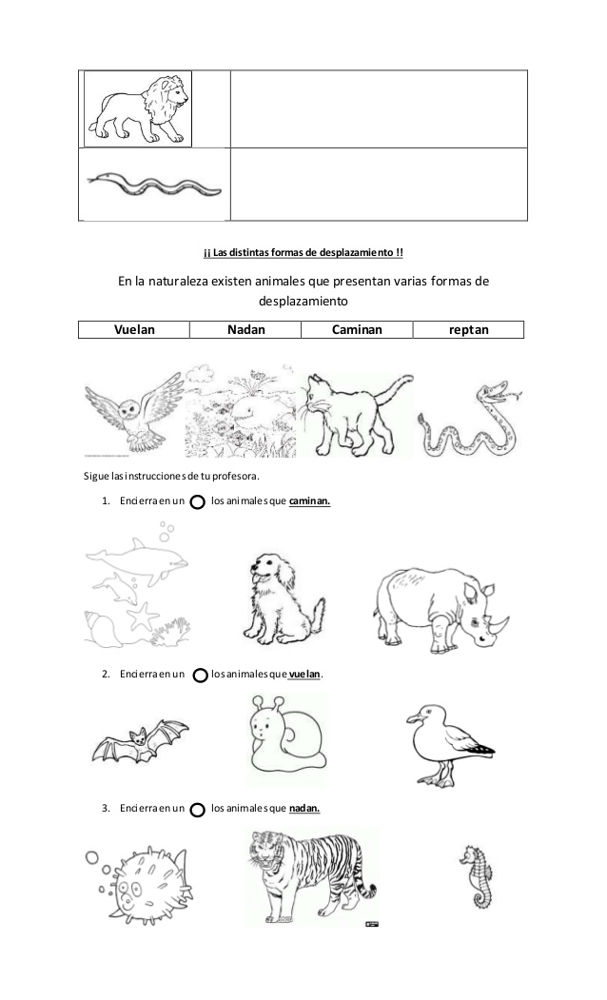 ¡¡ Las distintas formas de desplazamiento !!
En la naturaleza existen animales que presentan varias formas de
desplazamiento
Vuelan Nadan Caminan reptan
Sigue las instrucciones de tu profesora.
1. Encierra en un los animales que caminan.
2. Encierra en un los animales que vuelan.
3. Encierra en un los animales que nadan.